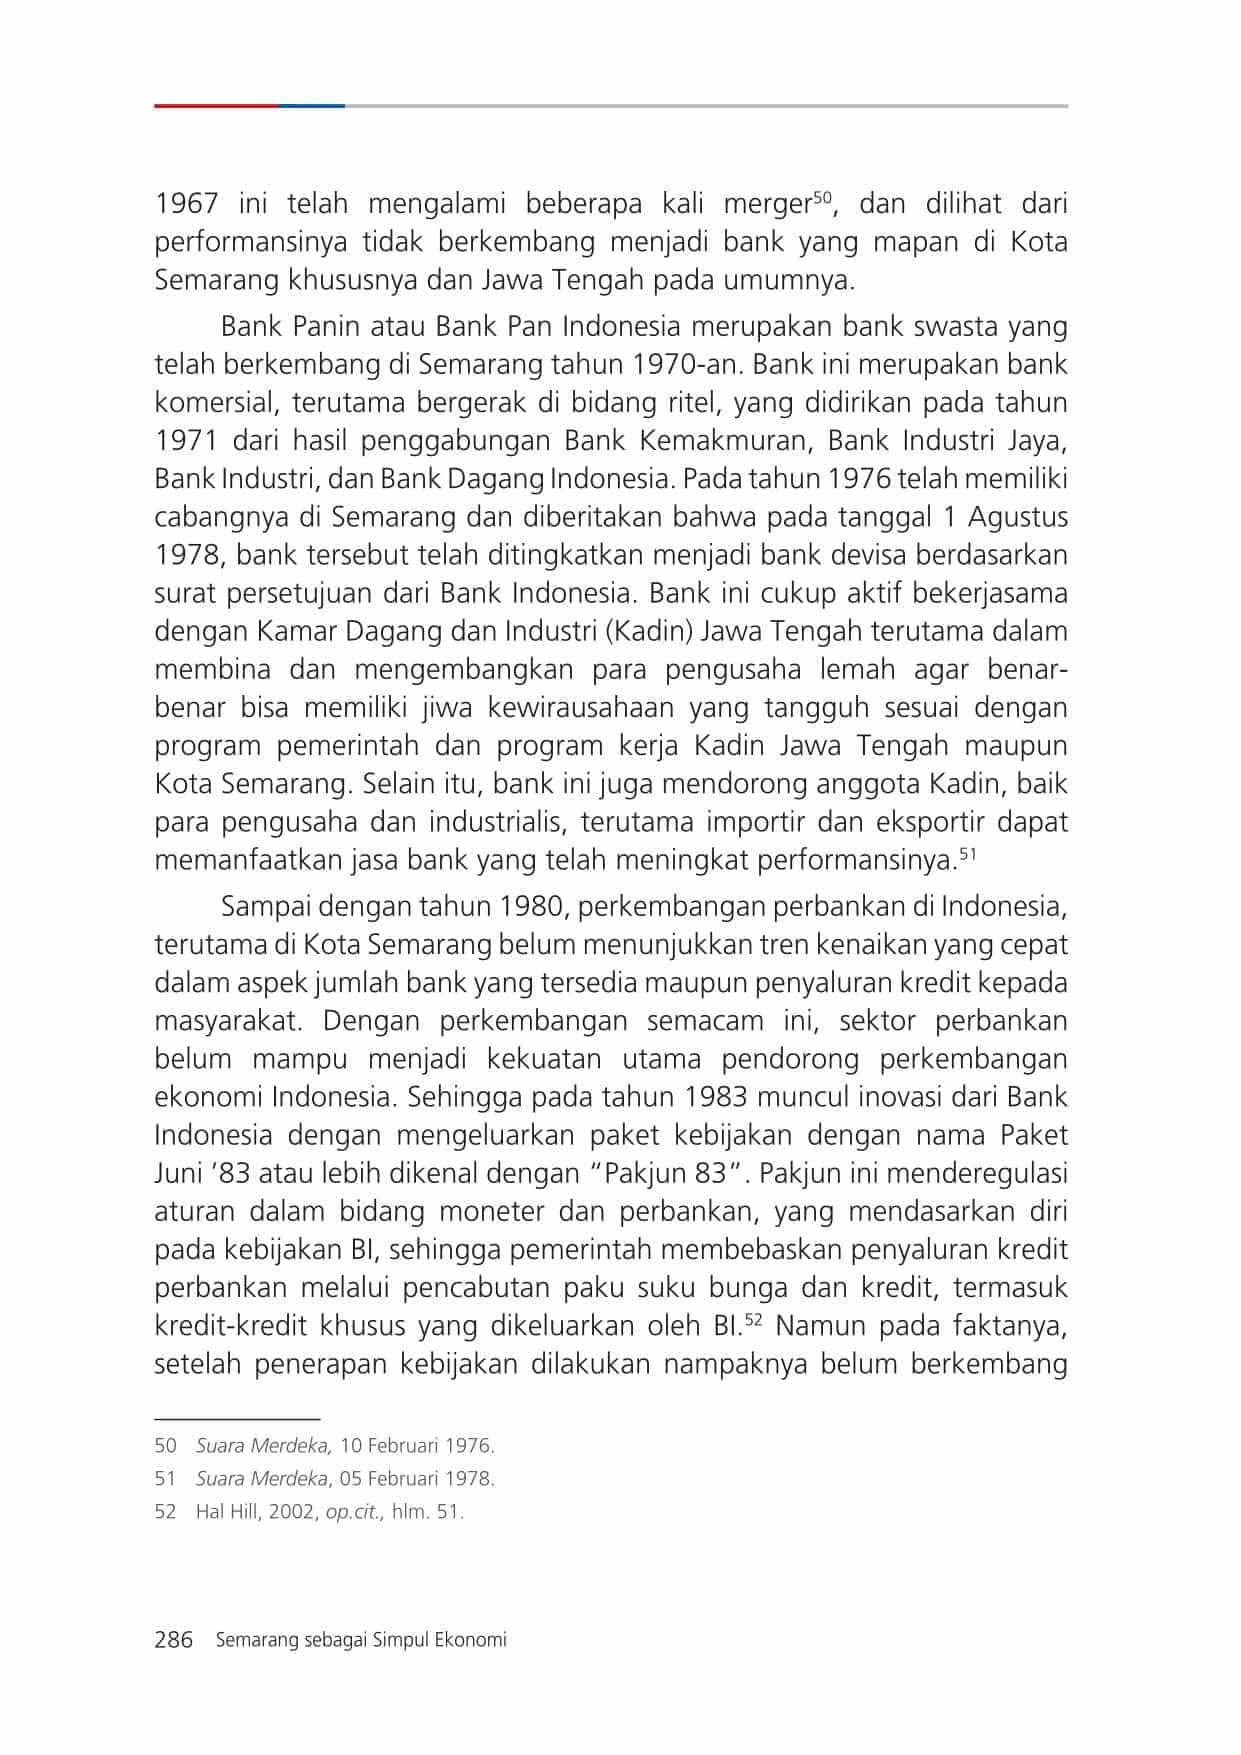 1967 ini telah mengalami beberapa kali merger⁵⁰, dan dilihat dari
performansinya tidak berkembang menjadi bank yang mapan di Kota
Semarang khususnya dan Jawa Tengah pada umumnya.
Bank Panin atau Bank Pan Indonesia merupakan bank swasta yang
telah berkembang di Semarang tahun 1970-an. Bank ini merupakan bank
komersial, terutama bergerak di bidang ritel, yang didirikan pada tahun
1971 dari hasil penggabungan Bank Kemakmuran, Bank Industri Jaya,
Bank Industri, dan Bank Dagang Indonesia. Pada tahun 1976 telah memiliki
cabangnya di Semarang dan diberitakan bahwa pada tanggal 1 Agustus
1978, bank tersebut telah ditingkatkan menjadi bank devisa berdasarkan
surat persetujuan dari Bank Indonesia. Bank ini cukup aktif bekerjasama
dengan Kamar Dagang dan Industri (Kadin) Jawa Tengah terutama dalam
membina dan mengembangkan para pengusaha lemah agar benar-
benar bisa memiliki jiwa kewirausahaan yang tangguh sesuai dengan
program pemerintah dan program kerja Kadin Jawa Tengah maupun
Kota Semarang. Selain itu, bank ini juga mendorong anggota Kadin, baik
para pengusaha dan industrialis, terutama importir dan eksportir dapat
memanfaatkan jasa bank yang telah meningkat performansinya.⁵¹
Sampai dengan tahun 1980, perkembangan perbankan di Indonesia,
terutama di Kota Semarang belum menunjukkan tren kenaikan yang cepat
dalam aspek jumlah bank yang tersedia maupun penyaluran kredit kepada
masyarakat. Dengan perkembangan semacam ini, sektor perbankan
belum mampu menjadi kekuatan utama pendorong perkembangan
ekonomi Indonesia. Sehingga pada tahun 1983 muncul inovasi dari Bank
Indonesia dengan mengeluarkan paket kebijakan dengan nama Paket
Juni ’83 atau lebih dikenal dengan “Pakjun 83”. Pakjun ini menderegulasi
aturan dalam bidang moneter dan perbankan, yang mendasarkan diri
pada kebijakan BI, sehingga pemerintah membebaskan penyaluran kredit
perbankan melalui pencabutan paku suku bunga dan kredit, termasuk
kredit-kredit khusus yang dikeluarkan oleh BI.⁵² Namun pada faktanya,
setelah penerapan kebijakan dilakukan nampaknya belum berkembang
50 Suara Merdeka, 10 Februari 1976.
51 Suara Merdeka, 05 Februari 1978.
52 Hal Hill, 2002, op.cit., hlm. 51.
286 Semarang sebagai Simpul Ekonomi